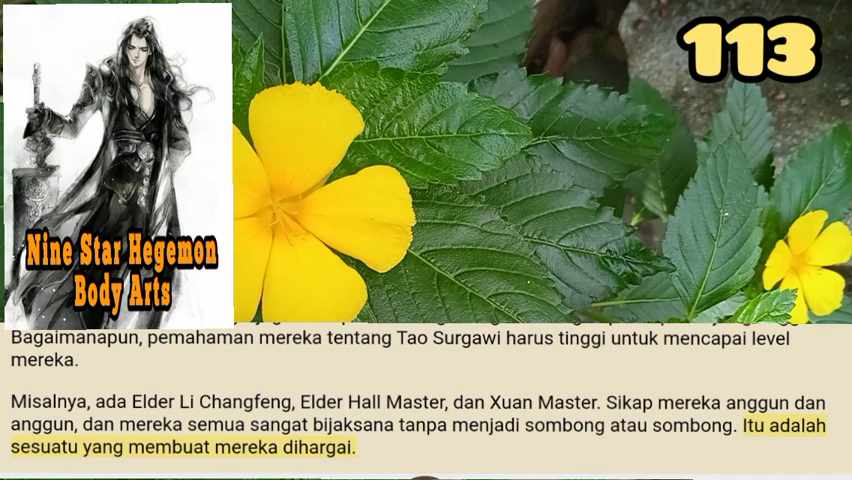 113
Nine Star Hegemon
Body Arts
Bagaimanapun, pemahaman mereka tentang Tao Surgawi harus tinggi untuk mencapai level
mereka.
Misalnya, ada Elder Li Changfeng, Elder Hall Master, dan Xuan Master. Sikap mereka anggun dan
anggun, dan mereka semua sangat bijaksana tanpa menjadi sombong atau sombong. Itu adalah
sesuatu yang membuat mereka dihargai.